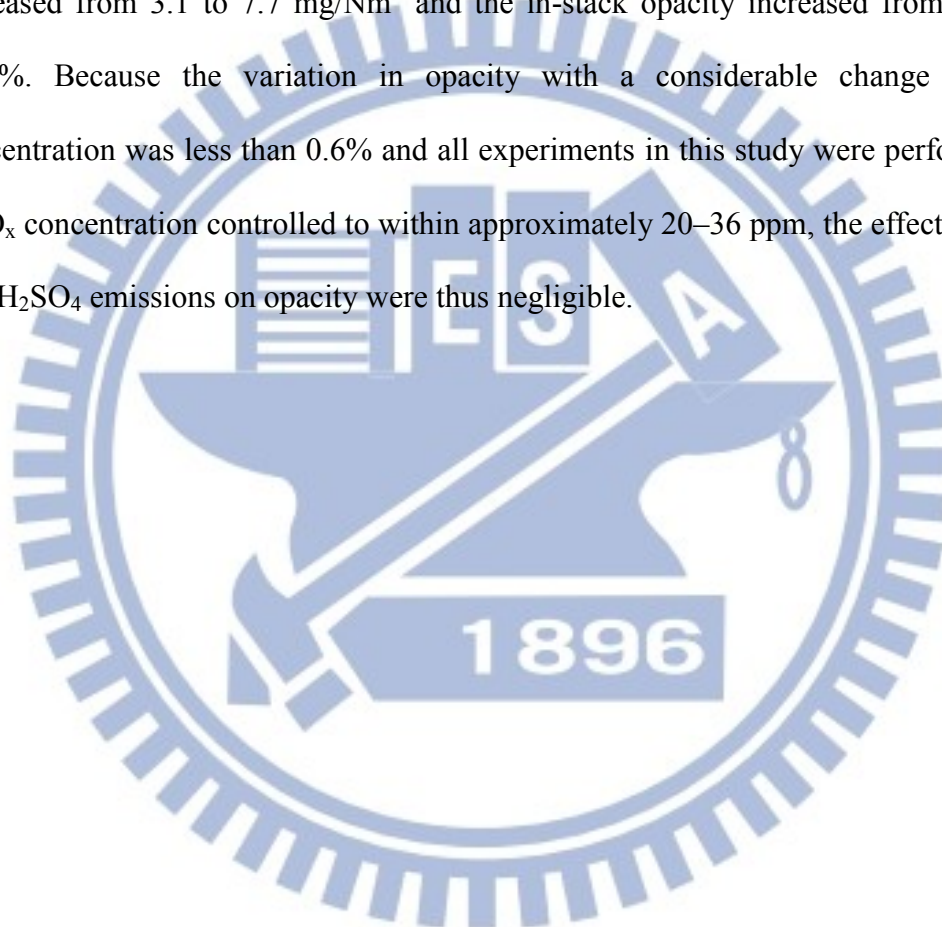 eased from 3.1 to 7.7 mg/Nm and the in-stack opacity increased from
%. Because the variation in opacity with a considerable change
entration was less than 0.6% and all experiments in this study were perfo
Oₓ concentration controlled to within approximately 20–36 ppm, the effect
H₂SO₄ emissions on opacity were thus negligible.
E S A
1896